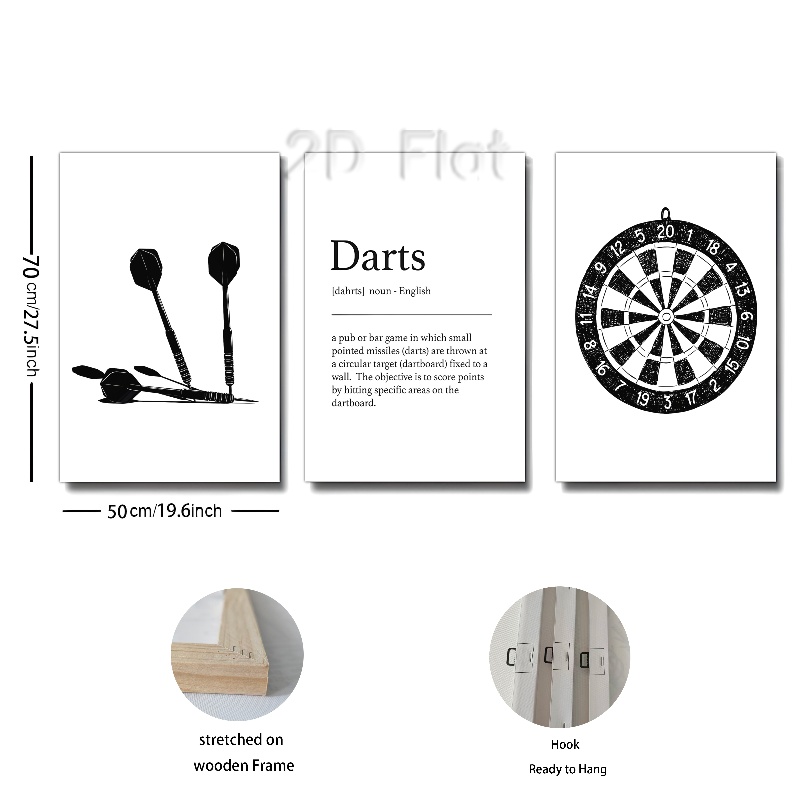 2D Flat
70 cm/27.5inch
Darts
[dahrts] noun - English
a pub or bar game in which small
pointed missiles (darts) are thrown at
a circular target (dartboard) fixed to a
wall. The objective is to score points
by hitting specific areas on the
dartboard.
20 1 18 4 13 6 10 15 2 17 3 19 7 16 8 11 14 9 12 5
50 cm/19.6inch
stretched on
wooden Frame
Hook
Ready to Hang